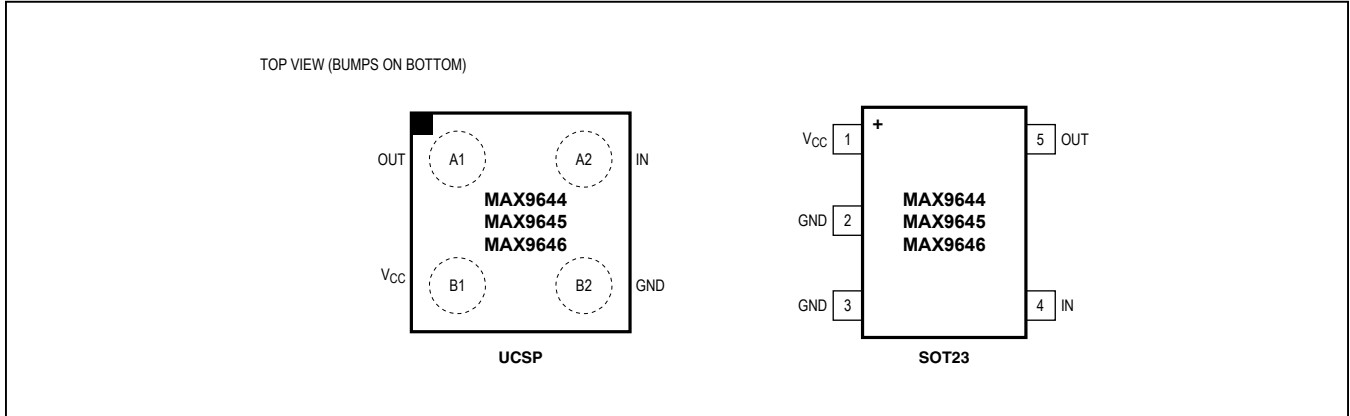 TOP VIEW (BUMPS ON BOTTOM)
OUT A1 A2 IN
MAX9644
MAX9645
MAX9646
VCC B1 B2 GND
UCSP
VCC 1 + 5 OUT
GND 2
MAX9644
MAX9645
MAX9646
GND 3 4 IN
SOT23